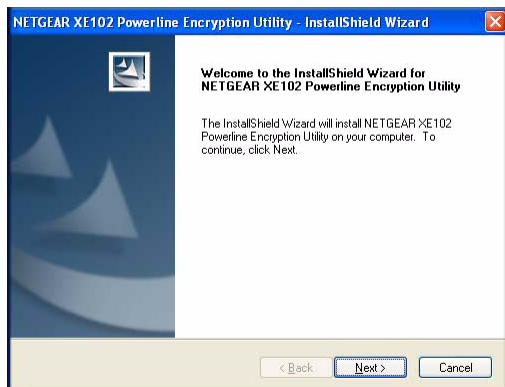 NETGEAR XE102 Powerline Encryption Utility - InstallShield Wizard
Welcome to the InstallShield Wizard for
NETGEAR XE102 Powerline Encryption Utility
The InstallShield Wizard will install NETGEAR XE102
Powerline Encryption Utility on your computer. To
continue, click Next.
< Back
Next >
Cancel